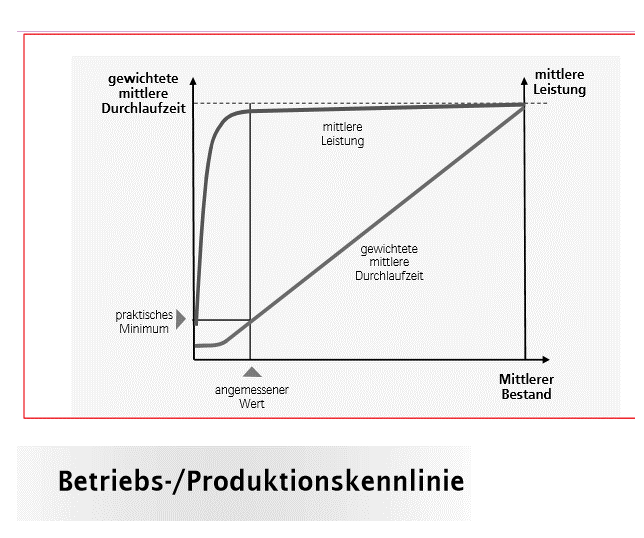 gewichtete
mittlere
Durchlaufzeit
mittlere
Leistung
mittlere
Leistung
gewichtete
mittlere
Durchlaufzeit
praktisches
Minimum
angemessener
Wert
Mittlerer
Bestand
Betriebs-/Produktionskennlinie